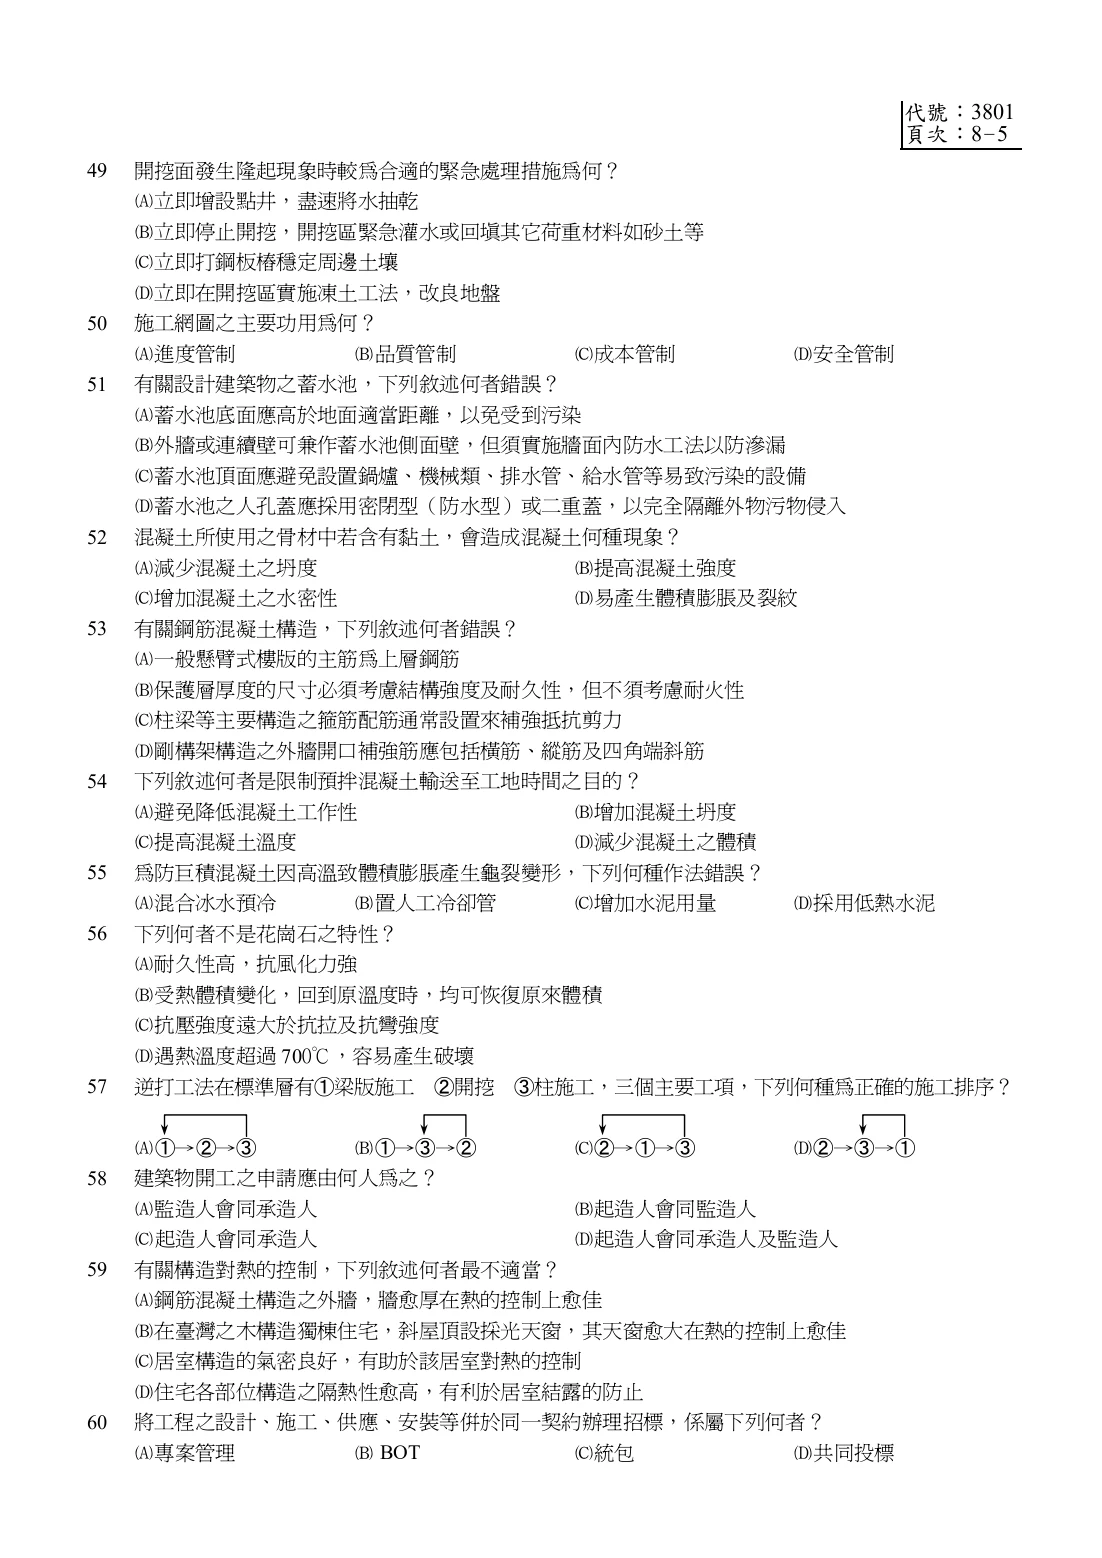 代號：3801
頁次：8－5
49 開挖面發生隆起現象時較為合適的緊急處理措施為何？
(A)立即增設點井，盡速將水抽乾
(B)立即停止開挖，開挖區緊急灌水或回填其它荷重材料如砂土等
(C)立即打鋼板樁穩定周邊土壤
(D)立即在開挖區實施凍土工法，改良地盤
50 施工網圖之主要功用為何？
(A)進度管制 (B)品質管制 (C)成本管制 (D)安全管制
51 有關設計建築物之蓄水池，下列敘述何者錯誤？
(A)蓄水池底面應高於地面適當距離，以免受到污染
(B)外牆或連續壁可兼作蓄水池側面壁，但須實施牆面內防水工法以防滲漏
(C)蓄水池頂面應避免設置鍋爐、機械類、排水管、給水管等易致污染的設備
(D)蓄水池之人孔蓋應採用密閉型（防水型）或二重蓋，以完全隔離外物污物侵入
52 混凝土所使用之骨材中若含有黏土，會造成混凝土何種現象？
(A)減少混凝土之坍度 (B)提高混凝土強度
(C)增加混凝土之水密性 (D)易產生體積膨脹及裂紋
53 有關鋼筋混凝土構造，下列敘述何者錯誤？
(A)一般懸臂式樓版的主筋為上層鋼筋
(B)保護層厚度的尺寸必須考慮結構強度及耐久性，但不須考慮耐火性
(C)柱梁等主要構造之箍筋配筋通常設置來補強抵抗剪力
(D)剛構架構造之外牆開口補強筋應包括橫筋、縱筋及四角端斜筋
54 下列敘述何者是限制預拌混凝土輸送至工地時間之目的？
(A)避免降低混凝土工作性 (B)增加混凝土坍度
(C)提高混凝土溫度 (D)減少混凝土之體積
55 為防巨積混凝土因高溫致體積膨脹產生龜裂變形，下列何種作法錯誤？
(A)混合冰水預冷 (B)置人工冷卻管 (C)增加水泥用量 (D)採用低熱水泥
56 下列何者不是花崗石之特性？
(A)耐久性高，抗風化力強
(B)受熱體積變化，回到原溫度時，均可恢復原來體積
(C)抗壓強度遠大於抗拉及抗彎強度
(D)遇熱溫度超過 700℃，容易產生破壞
57 逆打工法在標準層有①梁版施工 ②開挖 ③柱施工，三個主要工項，下列何種為正確的施工排序？
(A)①→②→③ (B)①→③→② (C)②→①→③ (D)②→③→①
58 建築物開工之申請應由何人為之？
(A)監造人會同承造人 (B)起造人會同監造人
(C)起造人會同承造人 (D)起造人會同承造人及監造人
59 有關構造對熱的控制，下列敘述何者最不適當？
(A)鋼筋混凝土構造之外牆，牆愈厚在熱的控制上愈佳
(B)在臺灣之木構造獨棟住宅，斜屋頂設採光天窗，其天窗愈大在熱的控制上愈佳
(C)居室構造的氣密良好，有助於該居室對熱的控制
(D)住宅各部位構造之隔熱性愈高，有利於居室結露的防止
60 將工程之設計、施工、供應、安裝等併於同一契約辦理招標，係屬下列何者？
(A)專案管理 (B) BOT (C)統包 (D)共同投標